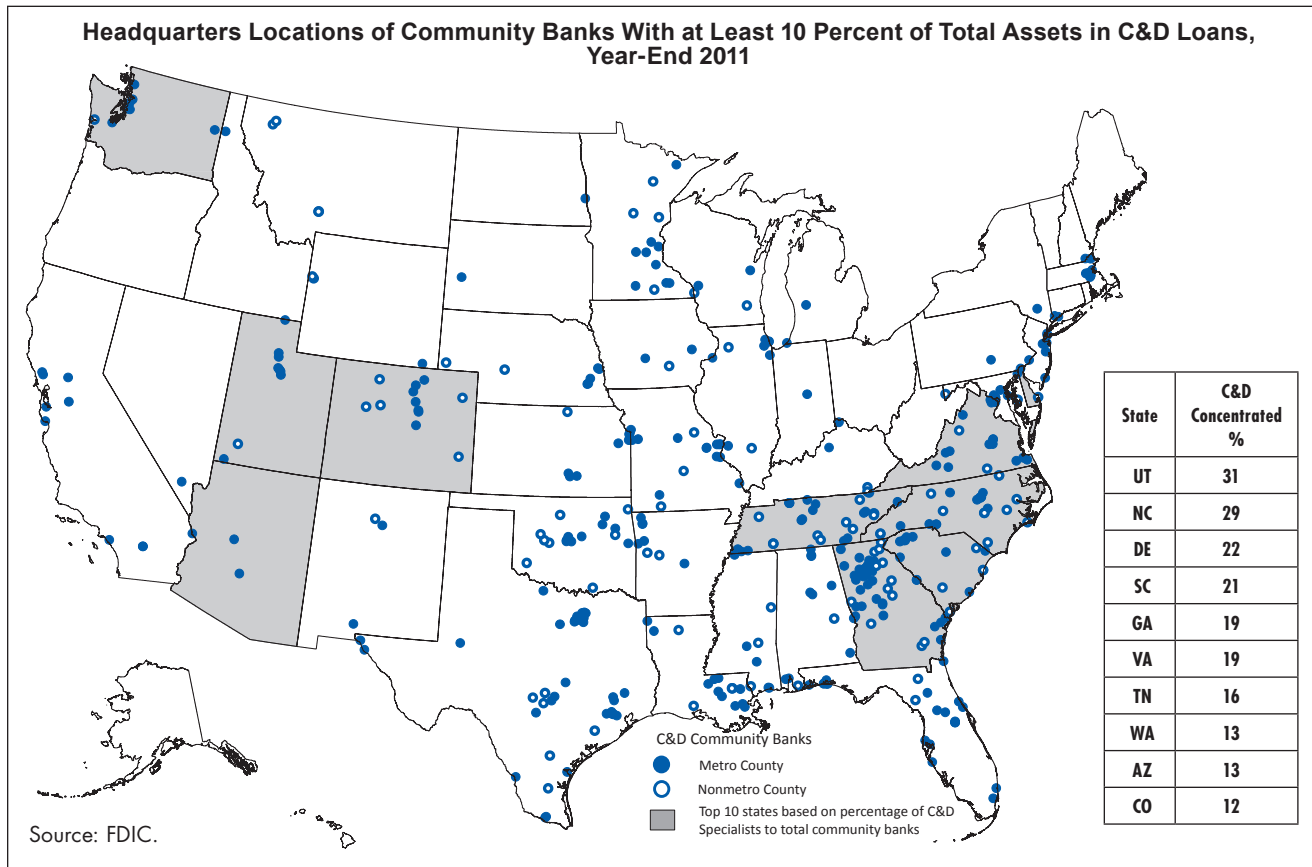 Headquarters Locations of Community Banks With at Least 10 Percent of Total Assets in C&D Loans,
Year-End 2011
State C&D Concentrated %
UT 31
NC 29
DE 22
SC 21
GA 19
VA 19
TN 16
WA 13
AZ 13
CO 12
C&D Community Banks
Metro County
Nonmetro County
Top 10 states based on percentage of C&D
Specialists to total community banks
Source: FDIC.